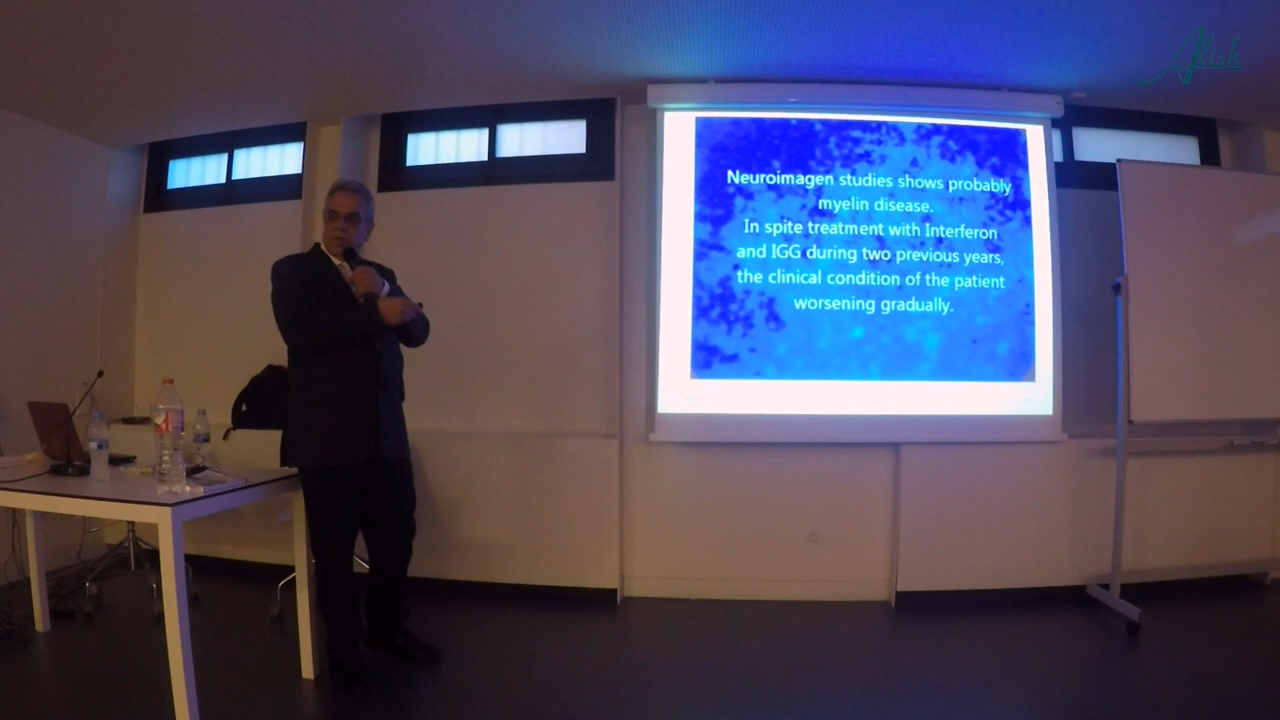 Alish
Neuroimagen studies shows probably
myelin disease.
In spite treatment with Interferon
and IGG during two previous years,
the clinical condition of the patient
worsening gradually.